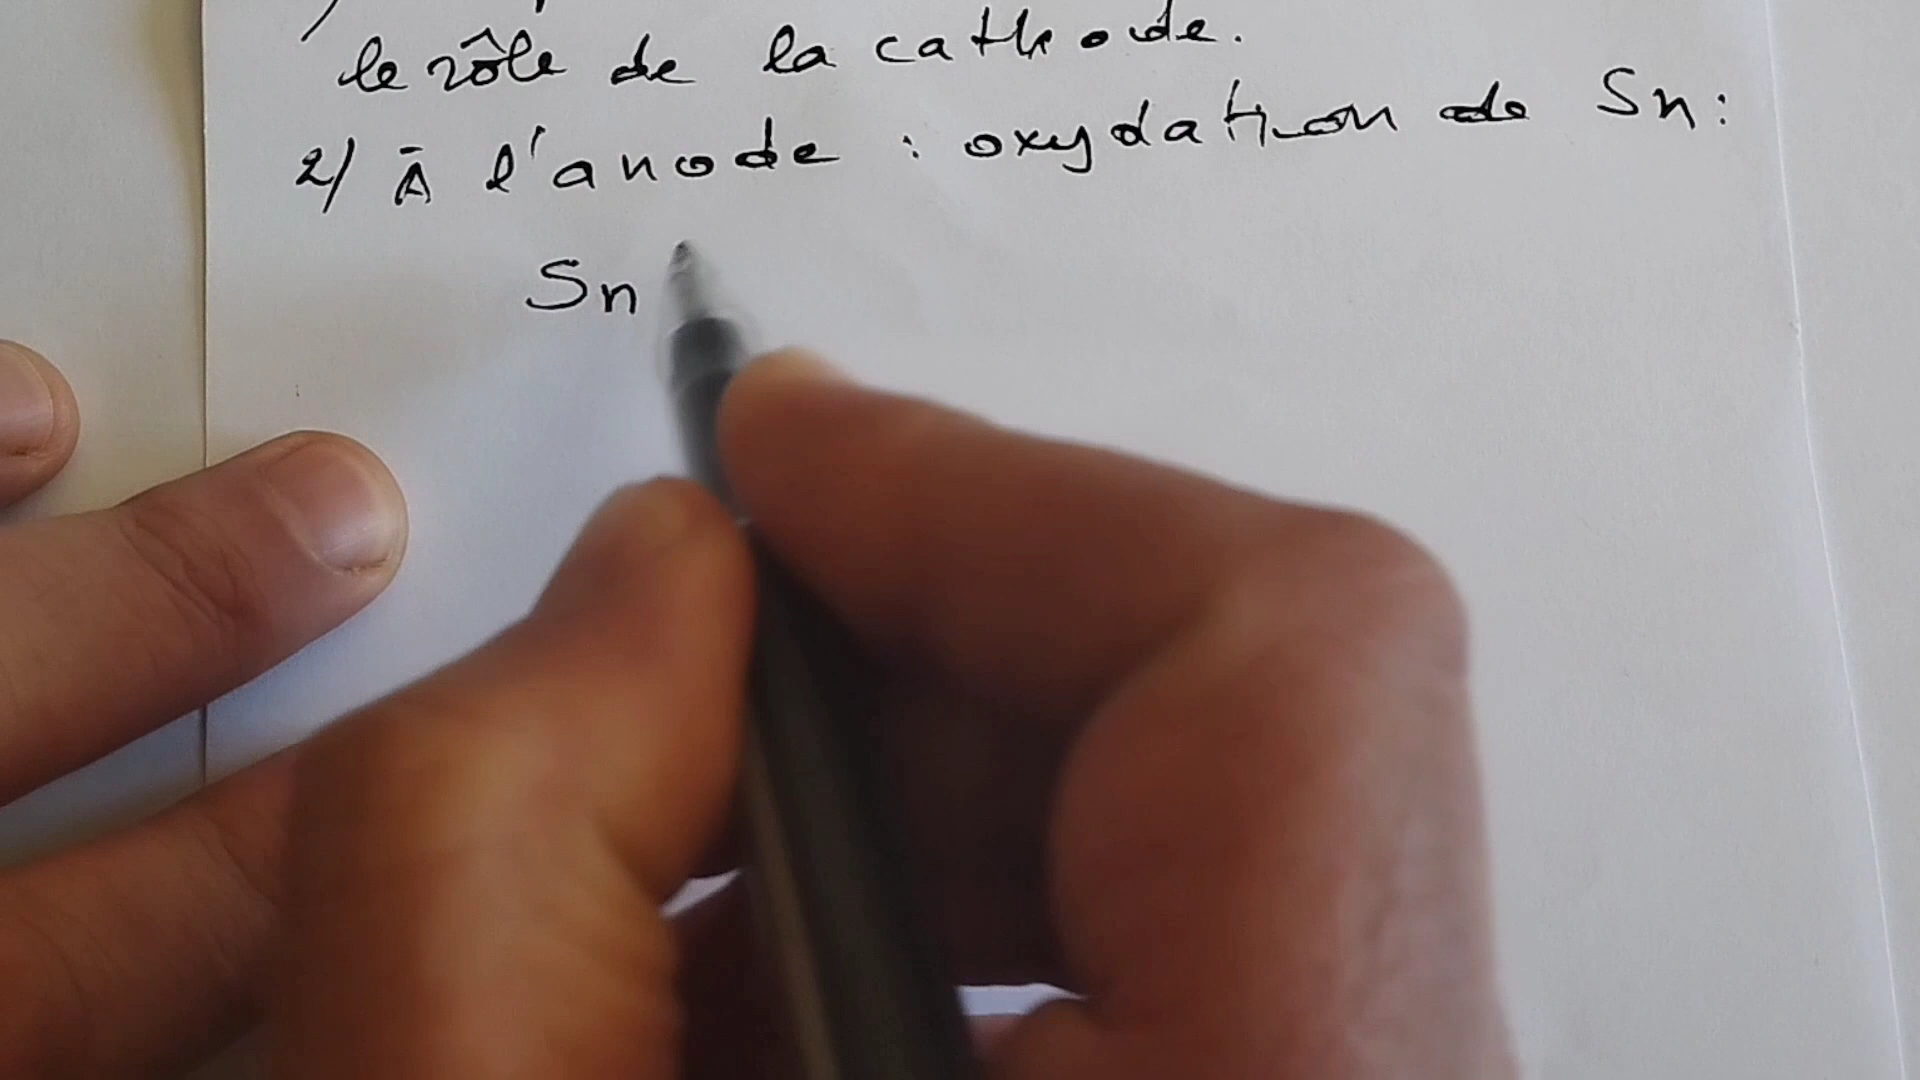 le rôle de la cathode.
2/ À l'anode : oxydation de Sn :
Sn